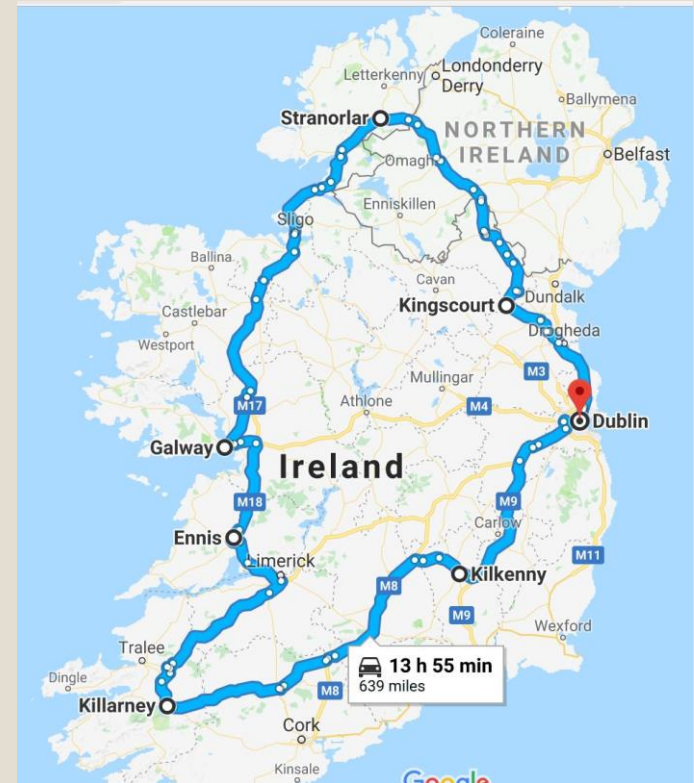 Coleraine
Londonderry
Derry
Letterkenny
Ballymena
Stranorlar
NORTHERN
IRELAND
Belfast
Omagh
Enniskillen
Sligo
Ballina
Cavan
Dundalk
Kingscourt
Castlebar
Drogheda
Westport
M3
Mullingar
Athlone
M4
M17
Dublin
Galway
Ireland
M18
M9
Ennis
Carlow
Limerick
M11
Kilkenny
M8
M9
Wexford
Tralee
13 h 55 min
639 miles
Dingle
M8
Killarney
Cork
Kinsale
Google